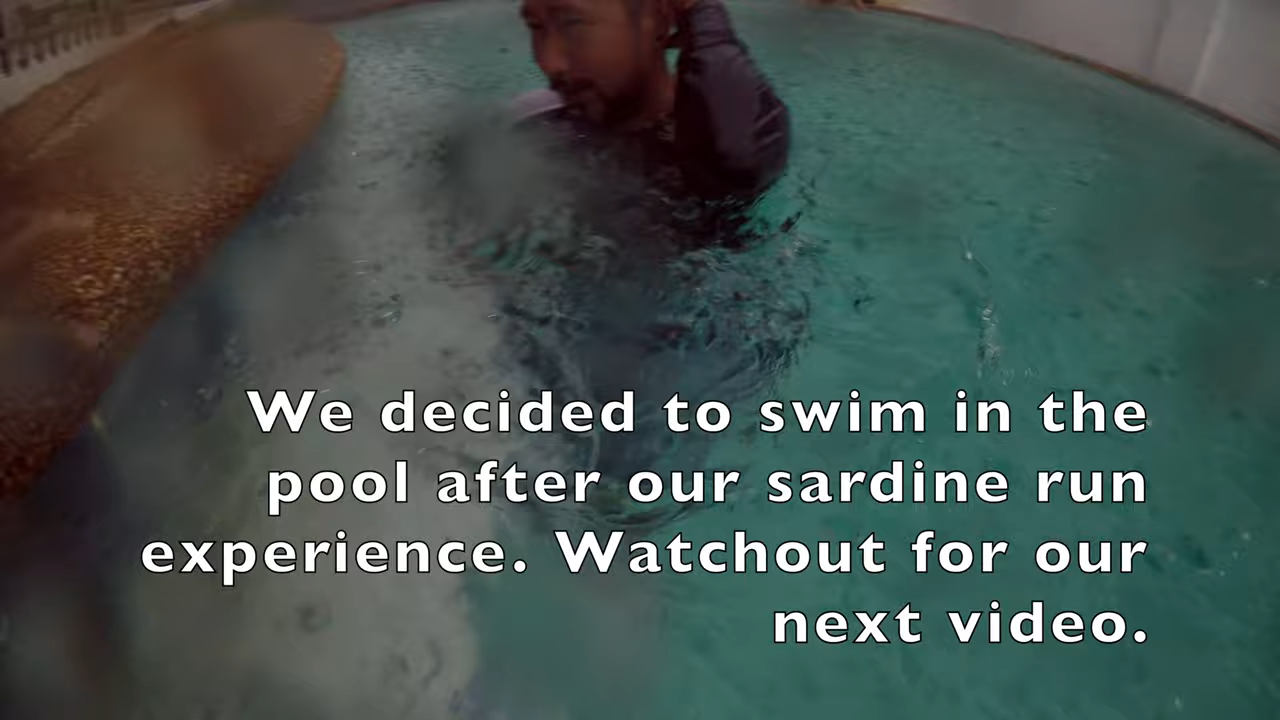 We decided to swim in the
pool after our sardine run
experience. Watchout for our
next video.